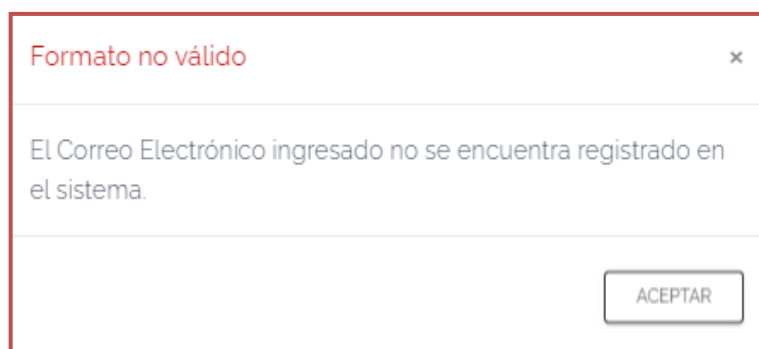 Formato no válido ×
El Correo Electrónico ingresado no se encuentra registrado en
el sistema.
ACEPTAR